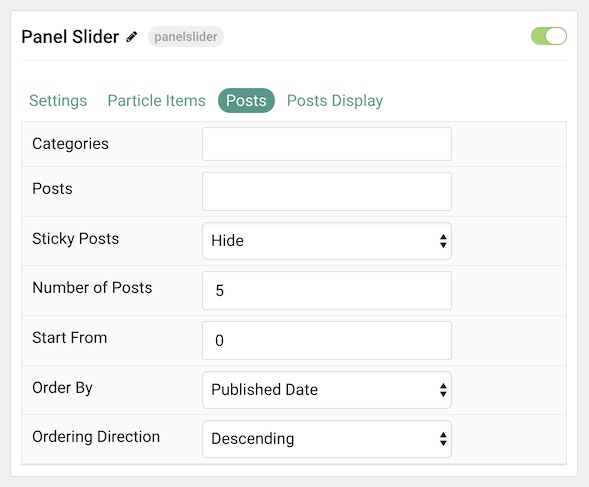 Panel Slider panelslider
Settings Particle Items Posts Posts Display
Categories
Posts
Sticky Posts Hide
Number of Posts 5
Start From 0
Order By Published Date
Ordering Direction Descending